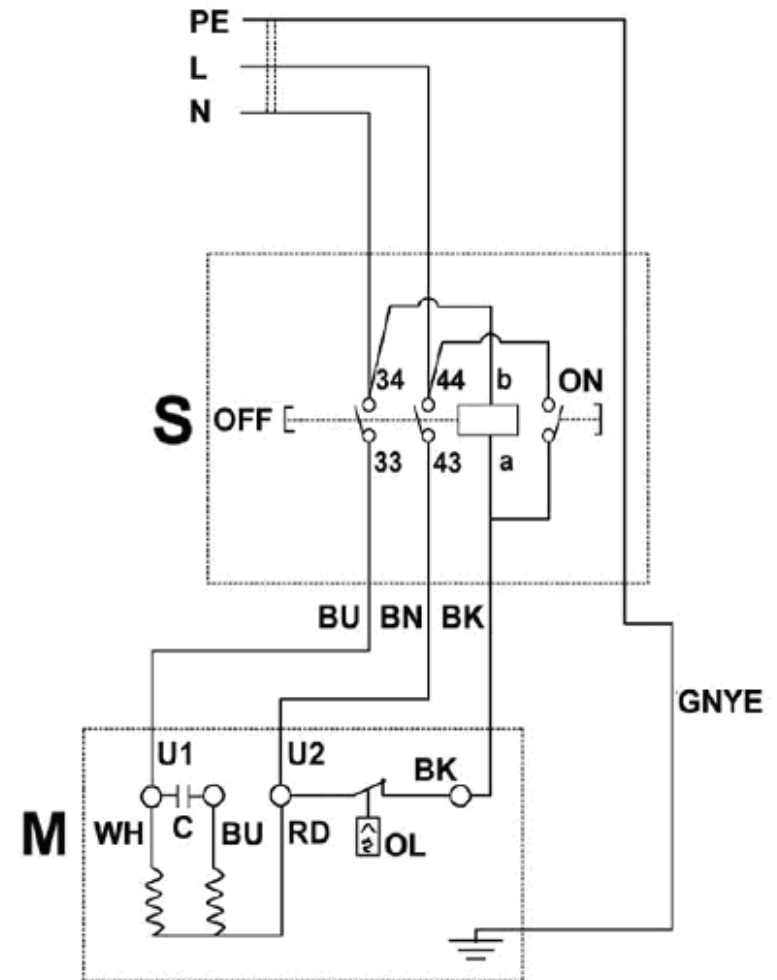 PE
L
N
34 44 b ON
S OFF
33 43 a
BU BN BK
GNYE
U1 U2 BK
M WH C BU RD OL